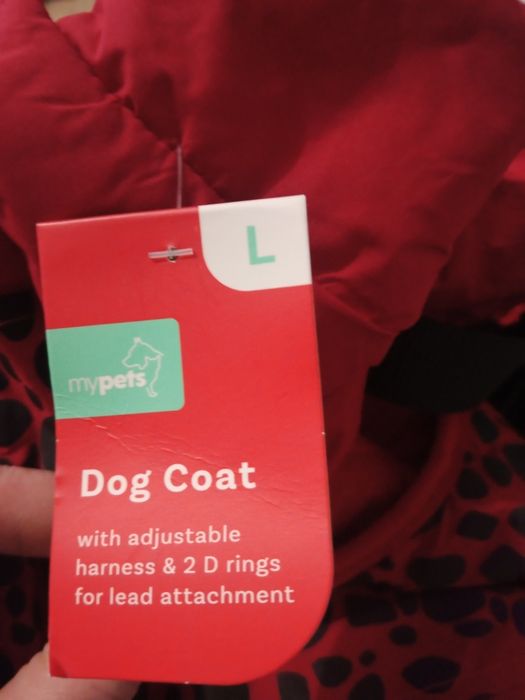 L
mypets
Dog Coat
with adjustable
harness & 2 D rings
for lead attachment